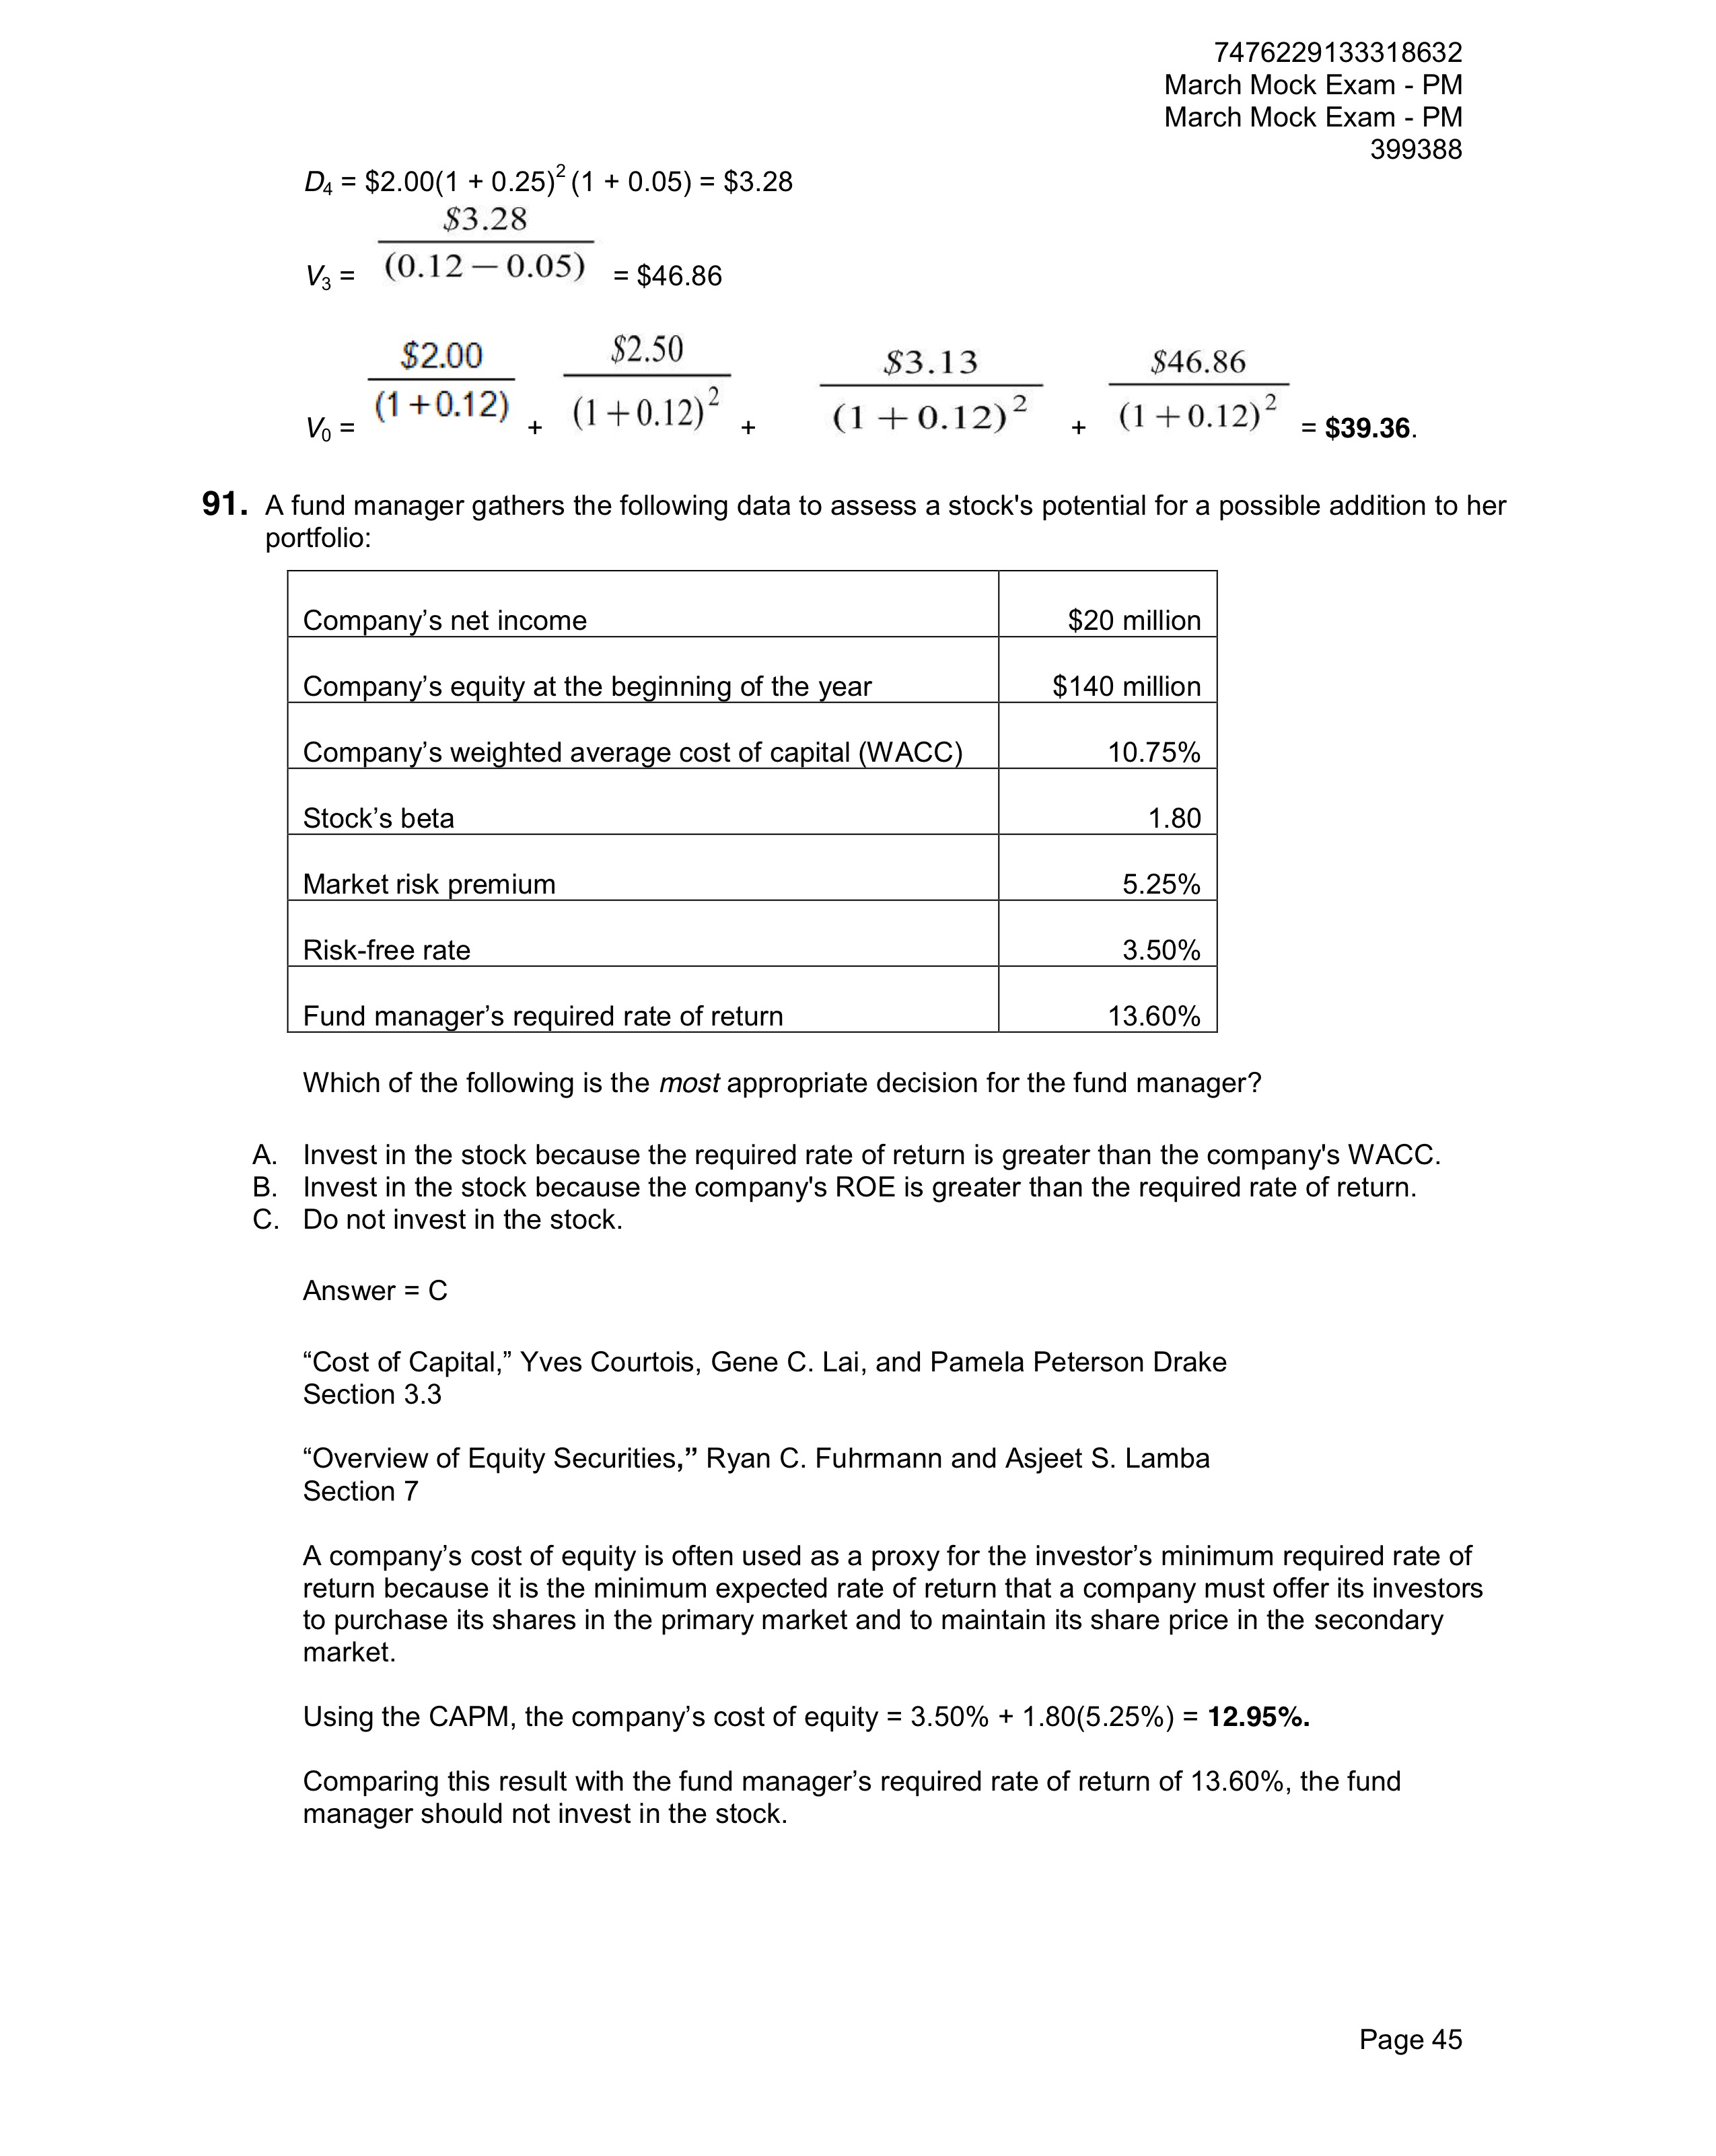 7476229133318632
March Mock Exam - PM
March Mock Exam - PM
399388
D₄ = $2.00(1 + 0.25)² (1 + 0.05) = $3.28
V₃ = $3.28 / (0.12 – 0.05) = $46.86
V₀ = $2.00 / (1+0.12) + $2.50 / (1+0.12)² + $3.13 / (1+0.12)² + $46.86 / (1+0.12)² = $39.36.
91. A fund manager gathers the following data to assess a stock's potential for a possible addition to her
portfolio:
Company’s net income $20 million
Company’s equity at the beginning of the year $140 million
Company’s weighted average cost of capital (WACC) 10.75%
Stock’s beta 1.80
Market risk premium 5.25%
Risk-free rate 3.50%
Fund manager’s required rate of return 13.60%
Which of the following is the most appropriate decision for the fund manager?
A. Invest in the stock because the required rate of return is greater than the company's WACC.
B. Invest in the stock because the company's ROE is greater than the required rate of return.
C. Do not invest in the stock.
Answer = C
“Cost of Capital,” Yves Courtois, Gene C. Lai, and Pamela Peterson Drake
Section 3.3
“Overview of Equity Securities,” Ryan C. Fuhrmann and Asjeet S. Lamba
Section 7
A company’s cost of equity is often used as a proxy for the investor’s minimum required rate of
return because it is the minimum expected rate of return that a company must offer its investors
to purchase its shares in the primary market and to maintain its share price in the secondary
market.
Using the CAPM, the company’s cost of equity = 3.50% + 1.80(5.25%) = 12.95%.
Comparing this result with the fund manager’s required rate of return of 13.60%, the fund
manager should not invest in the stock.
Page 45